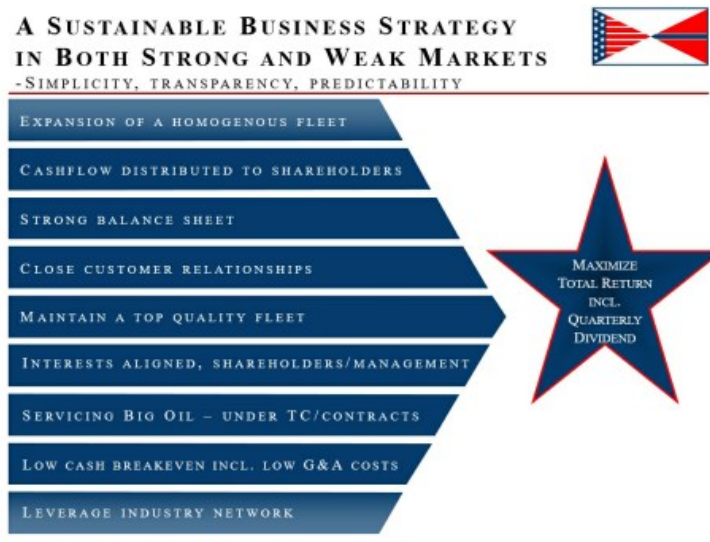 A Sustainable Business Strategy
in Both Strong and Weak Markets
-Simplicity, transparency, predictability
Expansion of a homogenous fleet
Cashflow distributed to shareholders
Strong balance sheet
Close customer relationships
Maintain a top quality fleet
Interests aligned, shareholders/management
Servicing Big Oil – under TC/contracts
Low cash breakeven incl. low G&A costs
Leverage industry network
Maximize
Total Return
incl.
Quarterly
Dividend